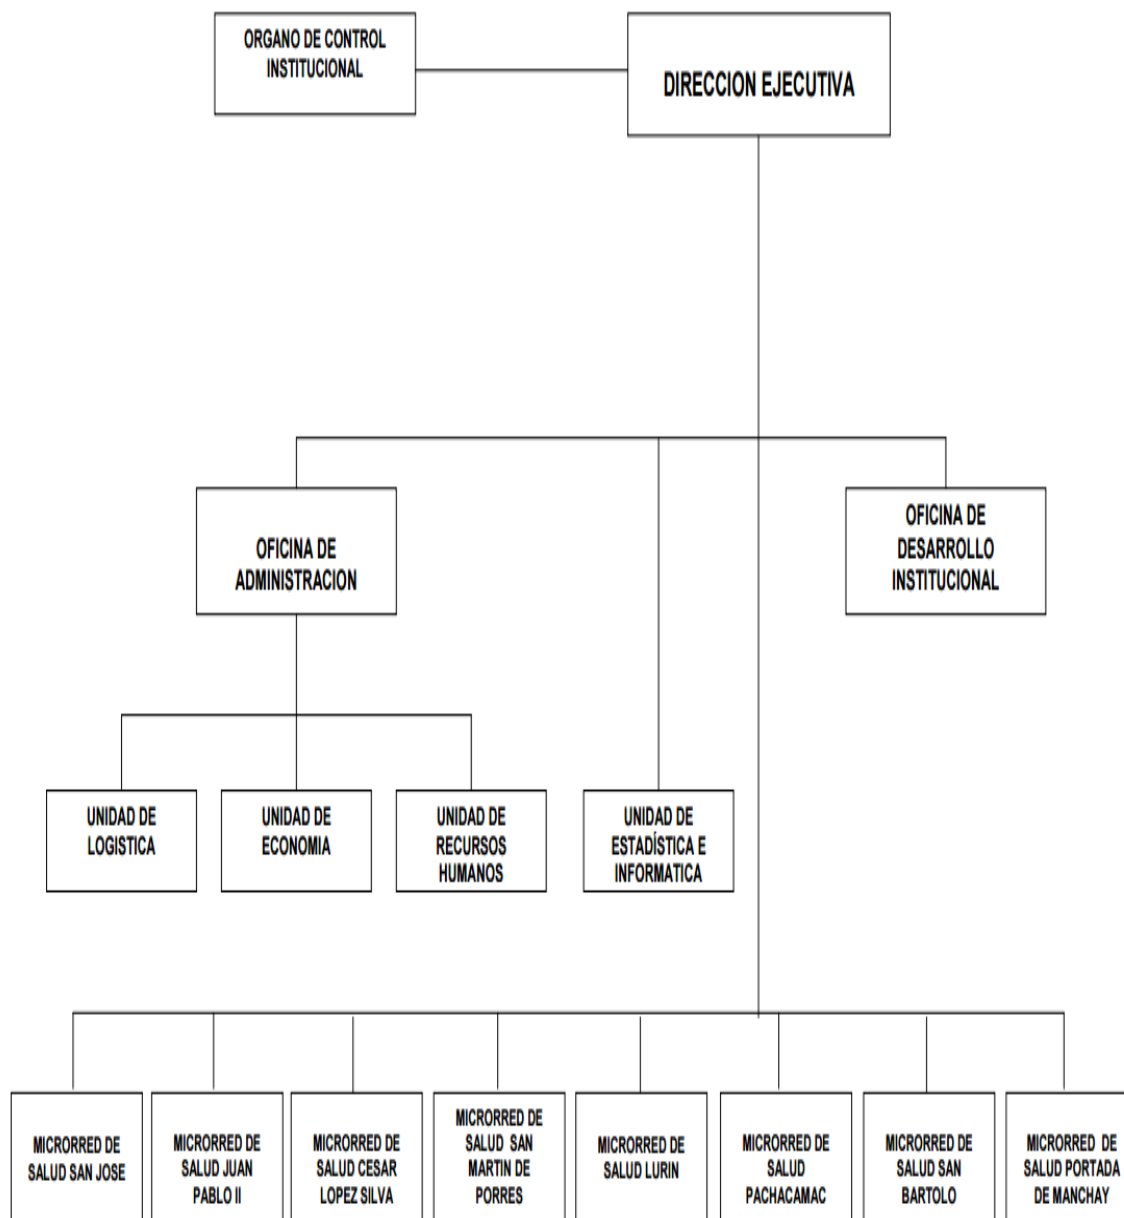 ORGANO DE CONTROL
INSTITUCIONAL
DIRECCION EJECUTIVA
OFICINA DE
ADMINISTRACION
OFICINA DE
DESARROLLO
INSTITUCIONAL
UNIDAD DE
LOGISTICA
UNIDAD DE
ECONOMIA
UNIDAD DE
RECURSOS
HUMANOS
UNIDAD DE
ESTADÍSTICA E
INFORMATICA
MICRORRED DE
SALUD SAN JOSE
MICRORRED DE
SALUD JUAN
PABLO II
MICRORRED DE
SALUD CESAR
LOPEZ SILVA
MICRORRED DE
SALUD SAN
MARTIN DE
PORRES
MICRORRED DE
SALUD LURIN
MICRORRED DE
SALUD
PACHACAMAC
MICRORRED DE
SALUD SAN
BARTOLO
MICRORRED DE
SALUD PORTADA
DE MANCHAY